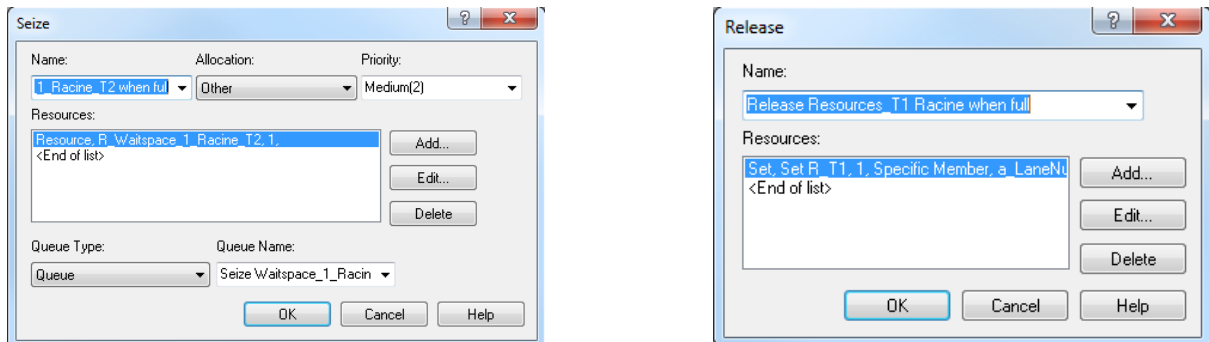 Seize
Name: Allocation: Priority:
1_Racine_T2 when ful Other Medium(2)
Resources:
Resource, R_Waitspace_1_Racine_T2, 1,
<End of list>
Add...
Edit...
Delete
Queue Type: Queue Name:
Queue Seize Waitspace_1_Racin
OK Cancel Help
Release
Name:
Release Resources_T1 Racine when full
Resources:
Set, Set R_T1, 1, Specific Member, a_LaneNu
<End of list>
Add...
Edit...
Delete
OK Cancel Help